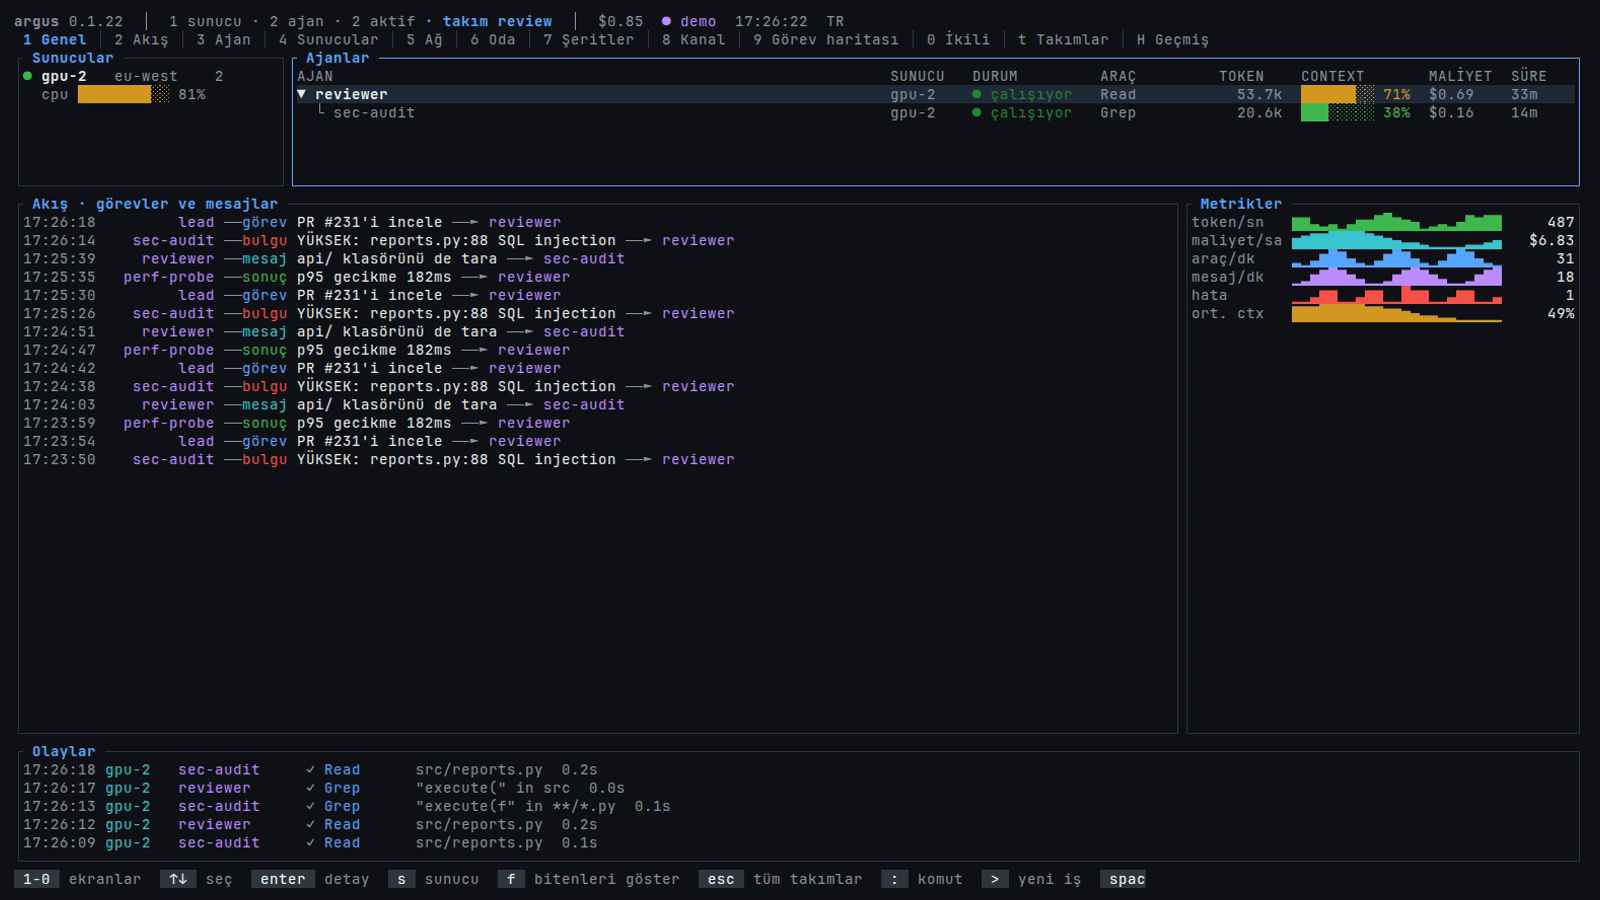 argus 0.1.22 │ 1 sunucu · 2 ajan · 2 aktif · takım review │ $0.85 ● demo 17:26:22 TR
1 Genel │ 2 Akış │ 3 Ajan │ 4 Sunucular │ 5 Ağ │ 6 Oda │ 7 Şeritler │ 8 Kanal │ 9 Görev haritası │ 0 İkili │ t Takımlar │ H Geçmiş
Sunucular
● gpu-2 eu-west 2
cpu 81%
Ajanlar
AJAN SUNUCU DURUM ARAÇ TOKEN CONTEXT MALİYET SÜRE
▼ reviewer gpu-2 ● çalışıyor Read 53.7k 71% $0.69 33m
└ sec-audit gpu-2 ● çalışıyor Grep 20.6k 38% $0.16 14m
Akış · görevler ve mesajlar
17:26:18 lead ──görev PR #231'i incele ──► reviewer
17:26:14 sec-audit ──bulgu YÜKSEK: reports.py:88 SQL injection ──► reviewer
17:25:39 reviewer ──mesaj api/ klasörünü de tara ──► sec-audit
17:25:35 perf-probe ──sonuç p95 gecikme 182ms ──► reviewer
17:25:30 lead ──görev PR #231'i incele ──► reviewer
17:25:26 sec-audit ──bulgu YÜKSEK: reports.py:88 SQL injection ──► reviewer
17:24:51 reviewer ──mesaj api/ klasörünü de tara ──► sec-audit
17:24:47 perf-probe ──sonuç p95 gecikme 182ms ──► reviewer
17:24:42 lead ──görev PR #231'i incele ──► reviewer
17:24:38 sec-audit ──bulgu YÜKSEK: reports.py:88 SQL injection ──► reviewer
17:24:03 reviewer ──mesaj api/ klasörünü de tara ──► sec-audit
17:23:59 perf-probe ──sonuç p95 gecikme 182ms ──► reviewer
17:23:54 lead ──görev PR #231'i incele ──► reviewer
17:23:50 sec-audit ──bulgu YÜKSEK: reports.py:88 SQL injection ──► reviewer
Metrikler
token/sn 487
maliyet/sa $6.83
araç/dk 31
mesaj/dk 18
hata 1
ort. ctx 49%
Olaylar
17:26:18 gpu-2 sec-audit ✓ Read src/reports.py 0.2s
17:26:17 gpu-2 reviewer ✓ Grep "execute(" in src 0.0s
17:26:13 gpu-2 sec-audit ✓ Grep "execute(f" in **/*.py 0.1s
17:26:12 gpu-2 reviewer ✓ Read src/reports.py 0.2s
17:26:09 gpu-2 sec-audit ✓ Read src/reports.py 0.1s
1-0 ekranlar ↑↓ seç enter detay s sunucu f bitenleri göster esc tüm takımlar : komut > yeni iş spac